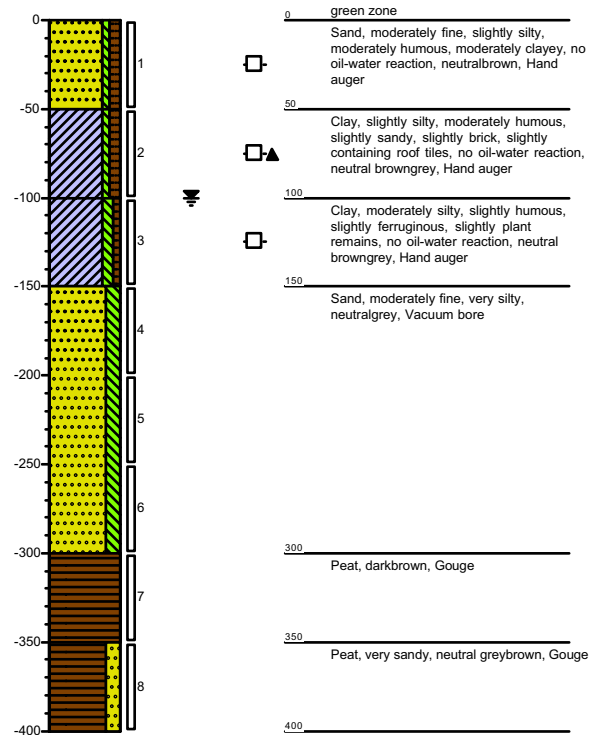 0
-50
-100
-150
-200
-250
-300
-350
-400
1
2
3
4
5
6
7
8
0
green zone
Sand, moderately fine, slightly silty,
moderately humous, moderately clayey, no
oil-water reaction, neutralbrown, Hand
auger
50
Clay, slightly silty, moderately humous,
slightly sandy, slightly brick, slightly
containing roof tiles, no oil-water reaction,
neutral browngrey, Hand auger
100
Clay, moderately silty, slightly humous,
slightly ferruginous, slightly plant
remains, no oil-water reaction, neutral
browngrey, Hand auger
150
Sand, moderately fine, very silty,
neutralgrey, Vacuum bore
300
Peat, darkbrown, Gouge
350
Peat, very sandy, neutral greybrown, Gouge
400